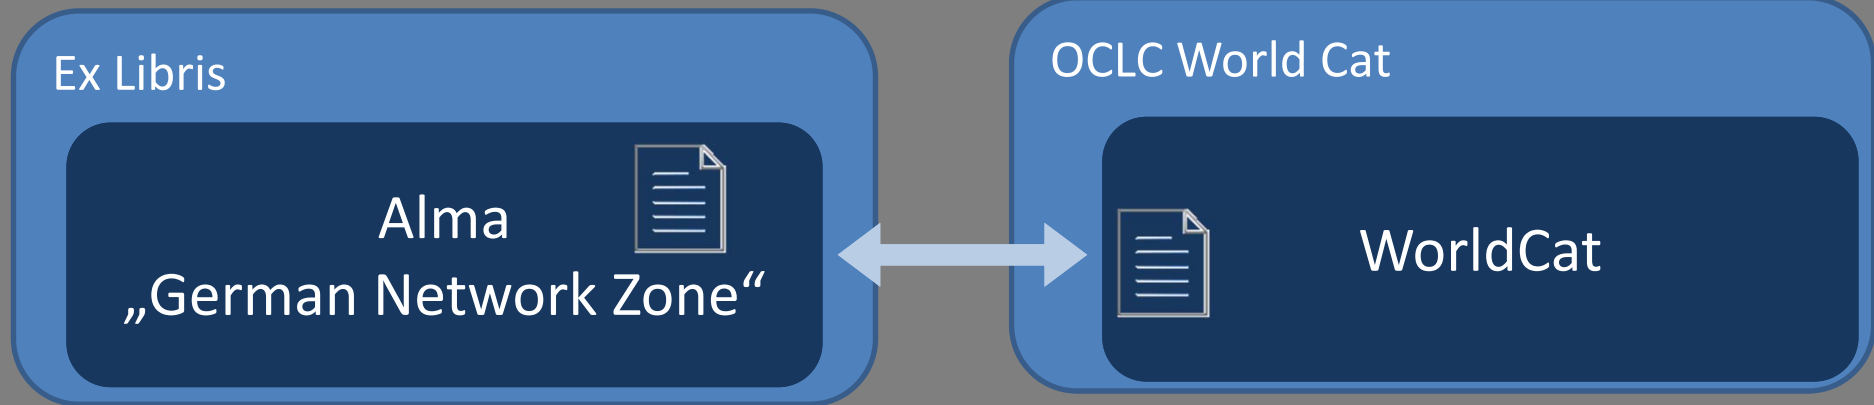 Ex Libris
Alma
„German Network Zone“
OCLC World Cat
WorldCat